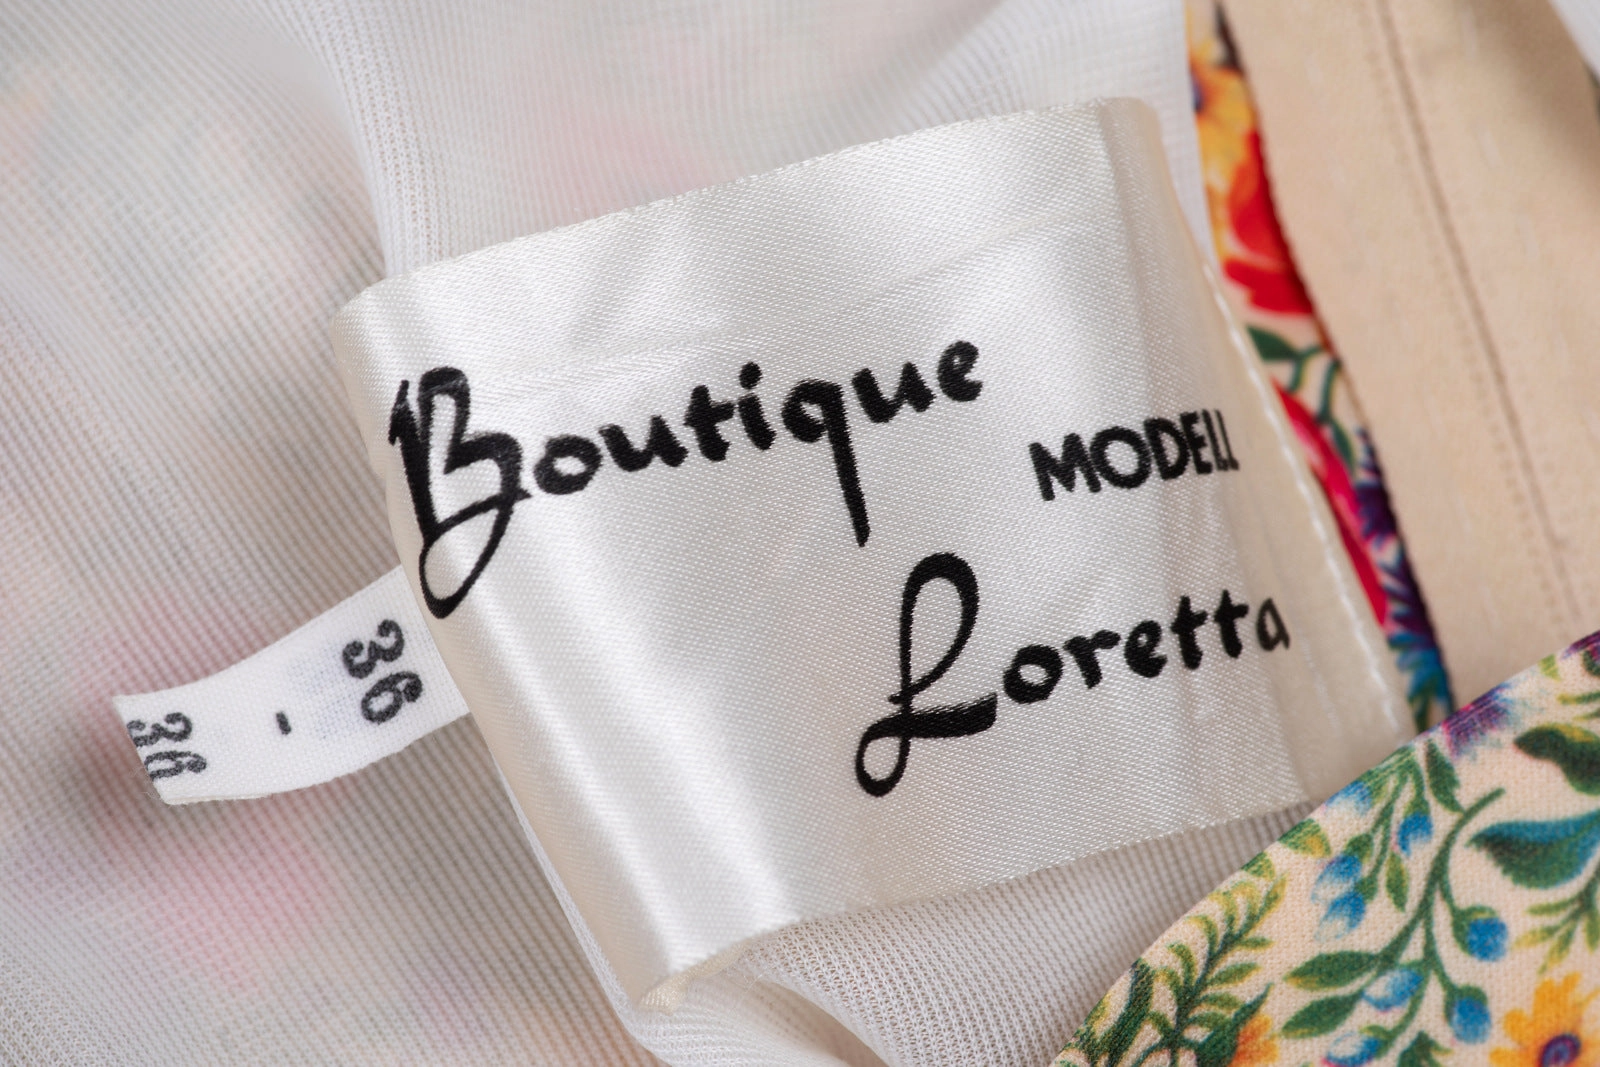 Boutique
MODELL
Loretta
36
-
36